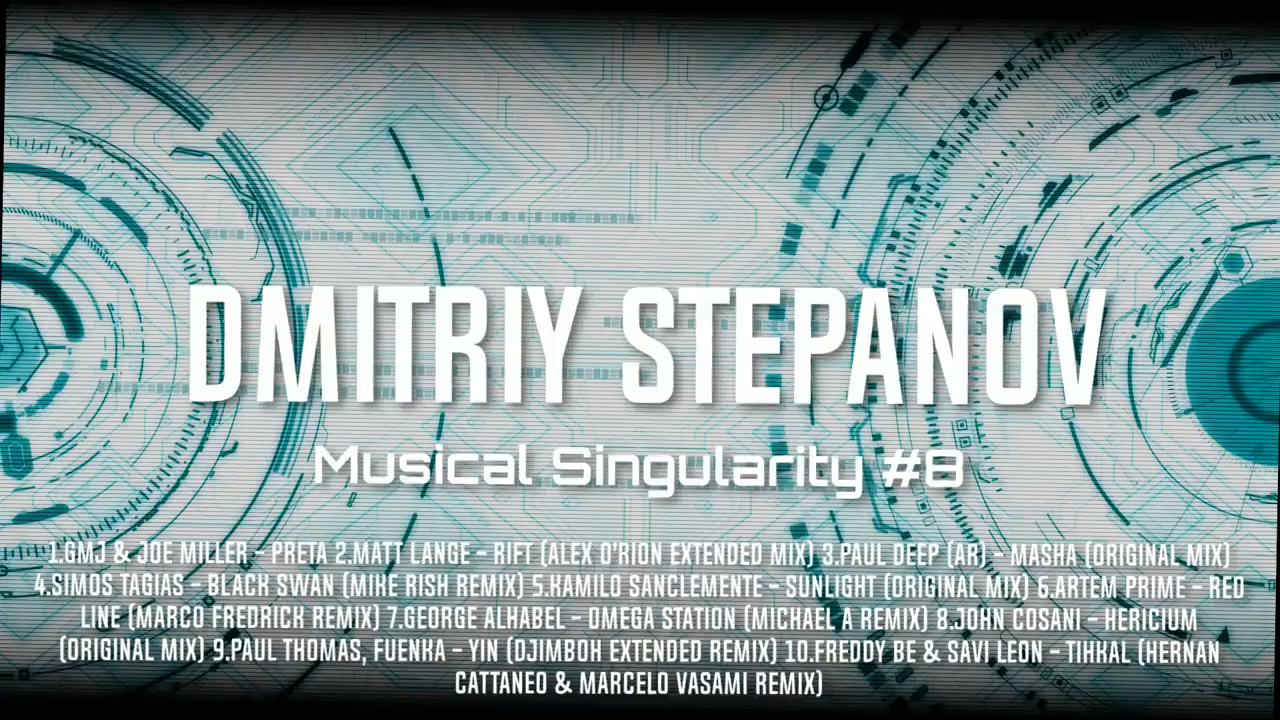 DMITRIY STEPANOV
Musical Singularity #8
1.GMJ & JOE MILLER – PRETA 2.MATT LANGE – RIFT (ALEX O'RION EXTENDED MIX) 3.PAUL DEEP (AR) – MASHA (ORIGINAL MIX)
4.SIMOS TAGIAS – BLACK SWAN (MIKE RISH REMIX) 5.KAMILO SANCLEMENTE – SUNLIGHT (ORIGINAL MIX) 6.ARTEM PRIME – RED
LINE (MARCO FREDRICK REMIX) 7.GEORGE ALHABEL – OMEGA STATION (MICHAEL A REMIX) 8.JOHN COSANI – HERICIUM
(ORIGINAL MIX) 9.PAUL THOMAS, FUENKA – YIN (DJIMBOH EXTENDED REMIX) 10.FREDDY BE & SAVI LEON – TIHKAL (HERNAN
CATTANEO & MARCELO VASAMI REMIX)